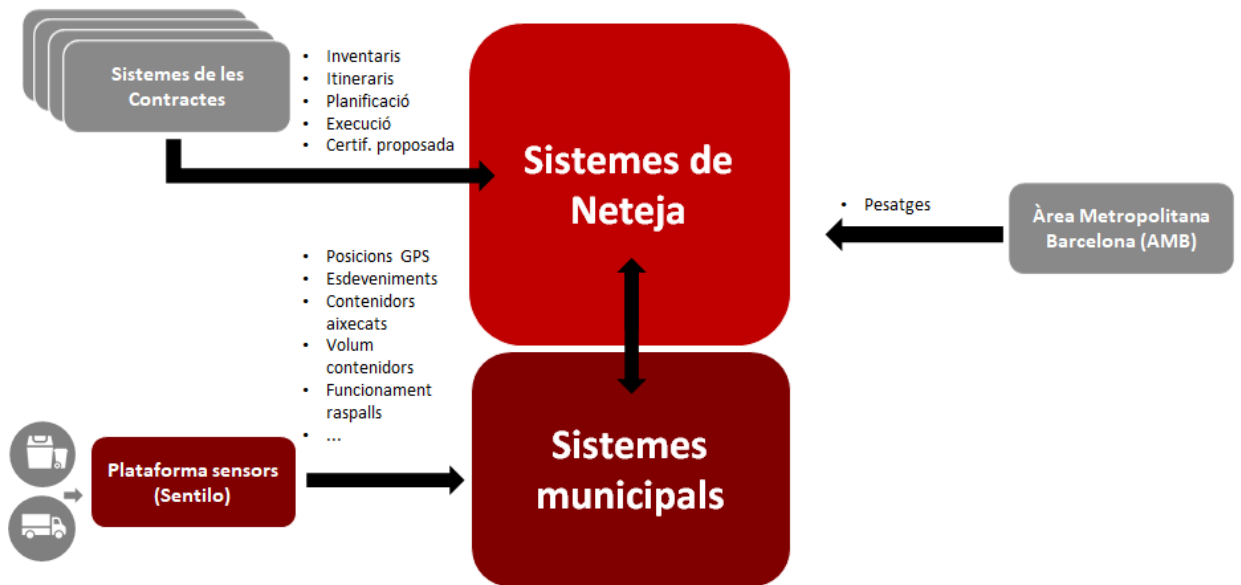 Sistemes de les
Contractes
• Inventaris
• Itineraris
• Planificació
• Execució
• Certif. proposada
Sistemes de
Neteja
• Pesatges
Àrea Metropolitana
Barcelona (AMB)
• Posicions GPS
• Esdeveniments
• Contenidors
aixecats
• Volum
contenidors
• Funcionament
raspalls
• ...
Plataforma sensors
(Sentilo)
Sistemes
municipals